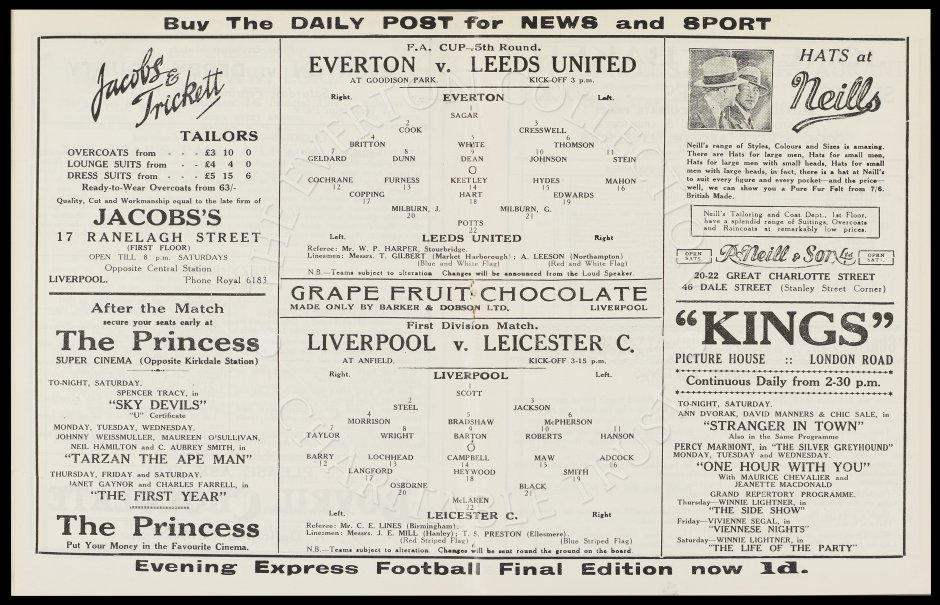 Buy The DAILY POST for NEWS and SPORT
Jacobs & Trickett
TAILORS
OVERCOATS from - - - £3 10 0
LOUNGE SUITS from - - £4 4 0
DRESS SUITS from - - - £5 15 6
Ready-to-Wear Overcoats from 63/-
Quality, Cut and Workmanship equal to the late firm of
JACOBS'S
17 RANELAGH STREET
(FIRST FLOOR)
OPEN TILL 8 p.m. SATURDAYS
Opposite Central Station
LIVERPOOL. 'Phone Royal 6183
After the Match
secure your seats early at
The Princess
SUPER CINEMA (Opposite Kirkdale Station)
TO-NIGHT, SATURDAY.
SPENCER TRACY, in
"SKY DEVILS"
"U" Certificate
MONDAY, TUESDAY, WEDNESDAY.
JOHNNY WEISSMULLER, MAUREEN O'SULLIVAN,
NEIL HAMILTON and C. AUBREY SMITH, in
"TARZAN THE APE MAN"
THURSDAY, FRIDAY and SATURDAY.
JANET GAYNOR and CHARLES FARRELL, in
"THE FIRST YEAR"
The Princess
Put Your Money in the Favourite Cinema.
F.A. CUP—5th Round.
EVERTON v. LEEDS UNITED
AT GOODISON PARK. KICK-OFF 3 p.m.
Right. EVERTON Left.
1
SAGAR
2 3
COOK CRESSWELL
4 5 6
BRITTON WHITE THOMSON
7 8 9 10 11
GELDARD DUNN DEAN JOHNSON STEIN
O
COCHRANE FURNESS KEETLEY HYDES MAHON
12 13 14 15 16
COPPING HART EDWARDS
17 18 19
MILBURN, J. MILBURN, G.
20 21
POTTS
22
Left LEEDS UNITED Right
Referee: Mr. W. P. HARPER, Stourbridge.
Linesmen: Messrs. T. GILBERT (Market Harborough); A. LEESON (Northampton)
(Blue and White Flag) (Red and White Flag)
N.B.—Teams subject to alteration Changes will be announced from the Loud Speaker.
GRAPE FRUIT CHOCOLATE
MADE ONLY BY BARKER & DOBSON LTD. LIVERPOOL
First Division Match.
LIVERPOOL v. LEICESTER C.
AT ANFIELD. KICK-OFF 3-15 p.m.
Right. LIVERPOOL Left.
1
SCOTT
2 3
STEEL JACKSON
4 5 6
MORRISON BRADSHAW McPHERSON
7 8 9 10 11
TAYLOR WRIGHT BARTON ROBERTS HANSON
O
BARRY LOCHHEAD CAMPBELL MAW ADCOCK
12 13 14 15 16
LANGFORD HEYWOOD SMITH
17 18 19
OSBORNE BLACK
20 21
McLAREN
22
Left. LEICESTER C. Right
Referee: Mr. C. E. LINES (Birmingham).
Linesmen: Messrs. J. E. MILL (Hanley); T. S. PRESTON (Ellesmere).
(Red Striped Flag) (Blue Striped Flag)
N.B.—Teams subject to alteration. Changes will be sent round the ground on the board.
HATS at
Neills
Neill's range of Styles, Colours and Sizes is amazing.
There are Hats for large men, Hats for small men,
Hats for large men with small heads, Hats for small
men with large heads, in fact, there is a hat at Neill's
to suit every figure and every pocket—and the price—
well, we can show you a Pure Fur Felt from 7/6.
British Made.
Neill's Tailoring and Coat Dept., 1st Floor,
have a splendid range of Suitings, Overcoats
and Raincoats at remarkably low prices.
OPEN SATS. Neill & Son Ltd. OPEN SATS.
20-22 GREAT CHARLOTTE STREET
46 DALE STREET (Stanley Street Corner)
"KINGS"
PICTURE HOUSE :: LONDON ROAD
Continuous Daily from 2-30 p.m.
TO-NIGHT, SATURDAY.
ANN DVORAK, DAVID MANNERS & CHIC SALE, in
"STRANGER IN TOWN"
Also in the Same Programme
PERCY MARMONT, in "THE SILVER GREYHOUND"
MONDAY, TUESDAY and WEDNESDAY.
"ONE HOUR WITH YOU"
With MAURICE CHEVALIER and
JEANETTE MACDONALD
GRAND REPERTORY PROGRAMME.
Thursday—WINNIE LIGHTNER, in
"THE SIDE SHOW"
Friday—VIVIENNE SEGAL, in
"VIENNESE NIGHTS"
Saturday—WINNIE LIGHTNER, in
"THE LIFE OF THE PARTY"
Evening Express Football Final Edition now 1d.
EVERTON COLLECTION
CHARITABLE TRUST